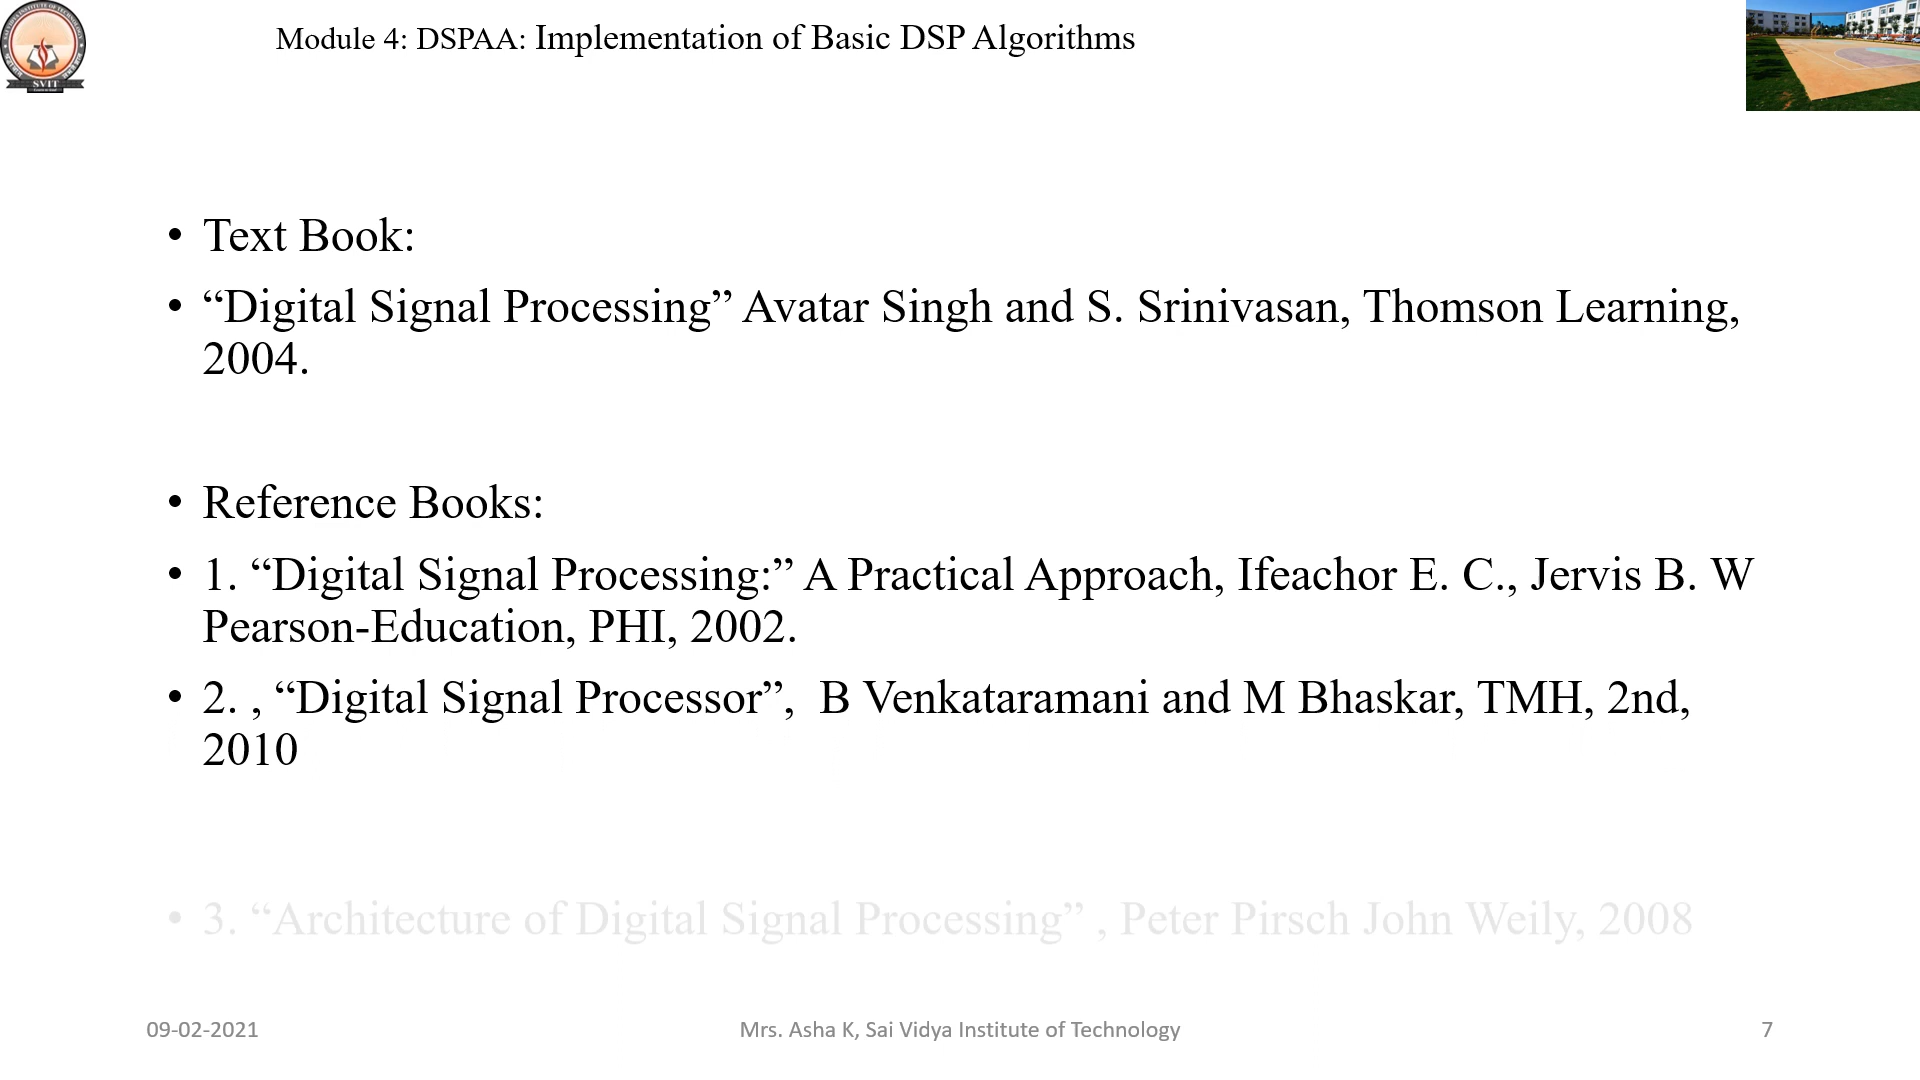 Module 4: DSPAA: Implementation of Basic DSP Algorithms
SVIT
• Text Book:
• “Digital Signal Processing” Avatar Singh and S. Srinivasan, Thomson Learning,
2004.
• Reference Books:
• 1. “Digital Signal Processing:” A Practical Approach, Ifeachor E. C., Jervis B. W
Pearson-Education, PHI, 2002.
• 2. , “Digital Signal Processor”,  B Venkataramani and M Bhaskar, TMH, 2nd,
2010
• 3. “Architecture of Digital Signal Processing” , Peter Pirsch John Weily, 2008
09-02-2021
Mrs. Asha K, Sai Vidya Institute of Technology
7